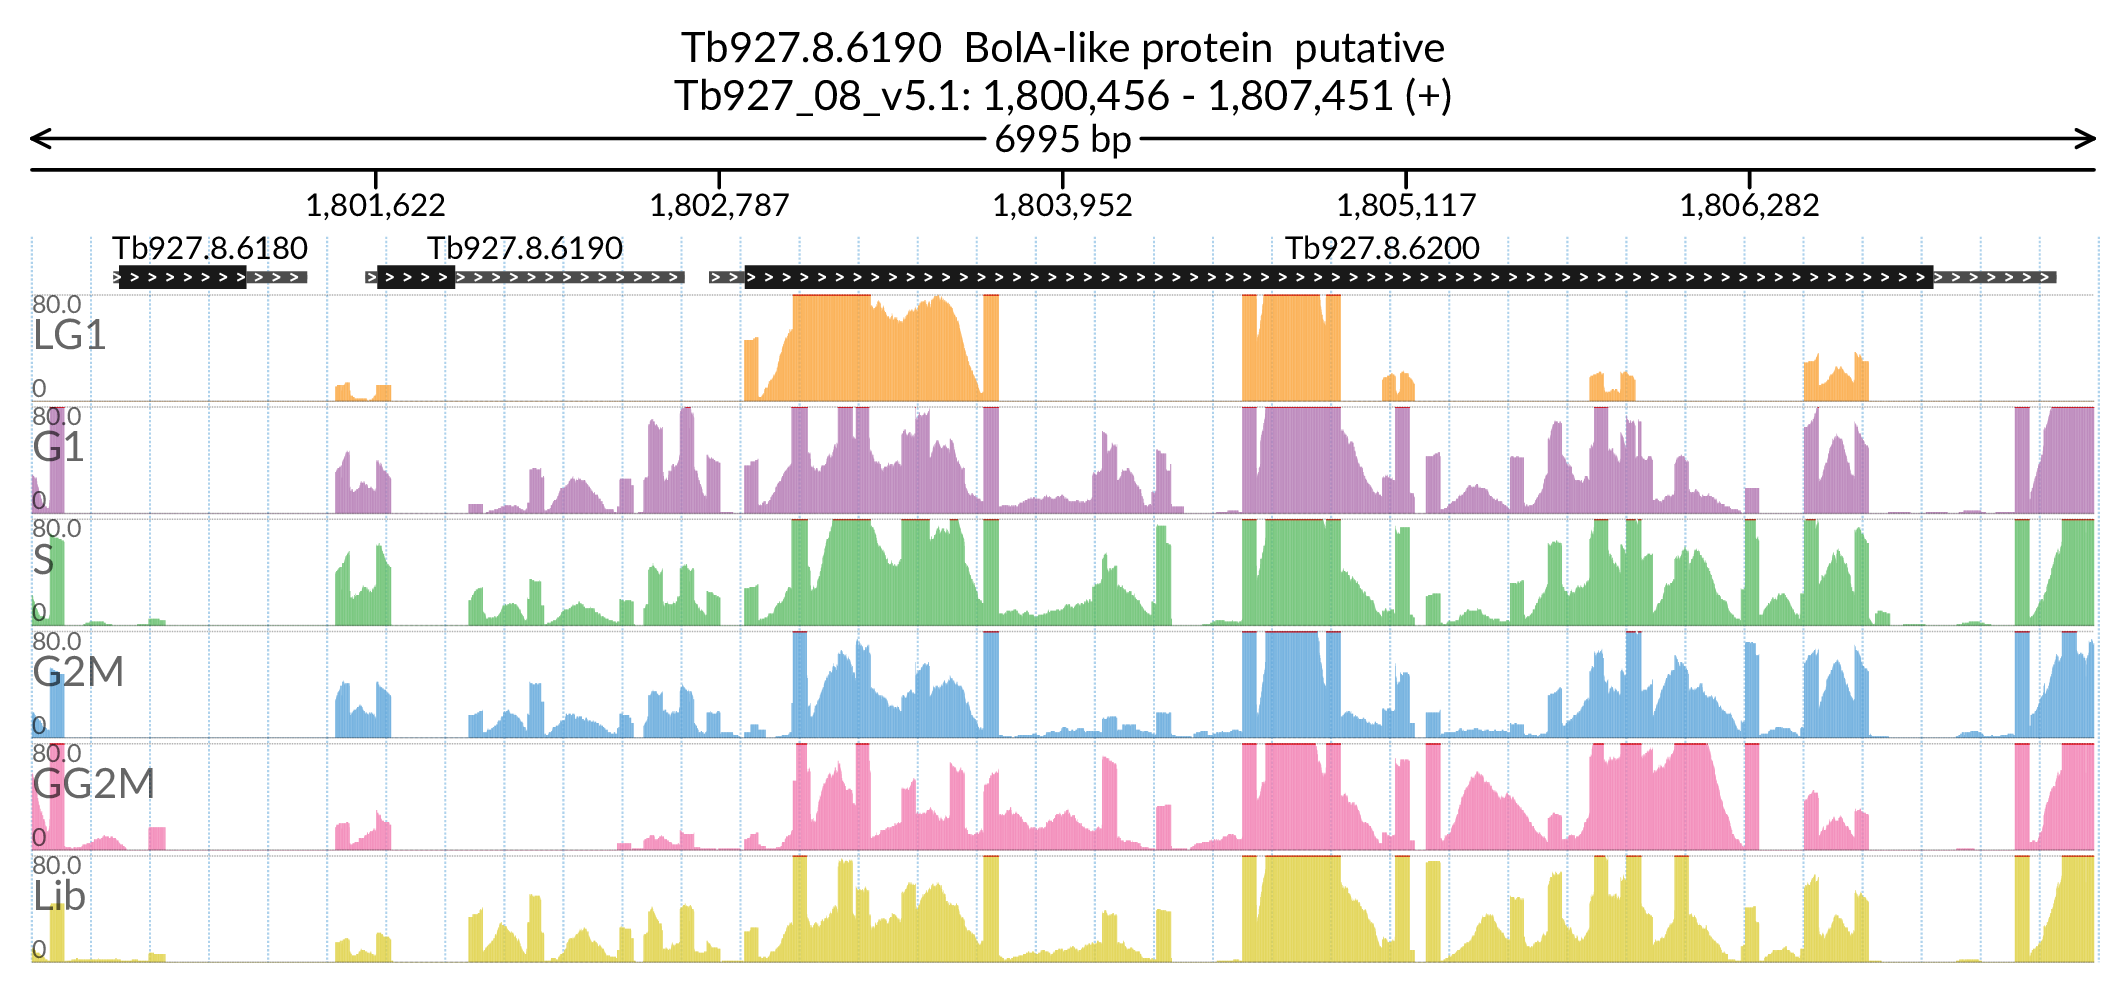 Tb927.8.6190  BolA-like protein  putative
Tb927_08_v5.1: 1,800,456 - 1,807,451 (+)
6995 bp
1,801,622 1,802,787 1,803,952 1,805,117 1,806,282
Tb927.8.6180 Tb927.8.6190 Tb927.8.6200
80.0
LG1
0
80.0
G1
0
80.0
S
0
80.0
G2M
0
80.0
GG2M
0
80.0
Lib
0